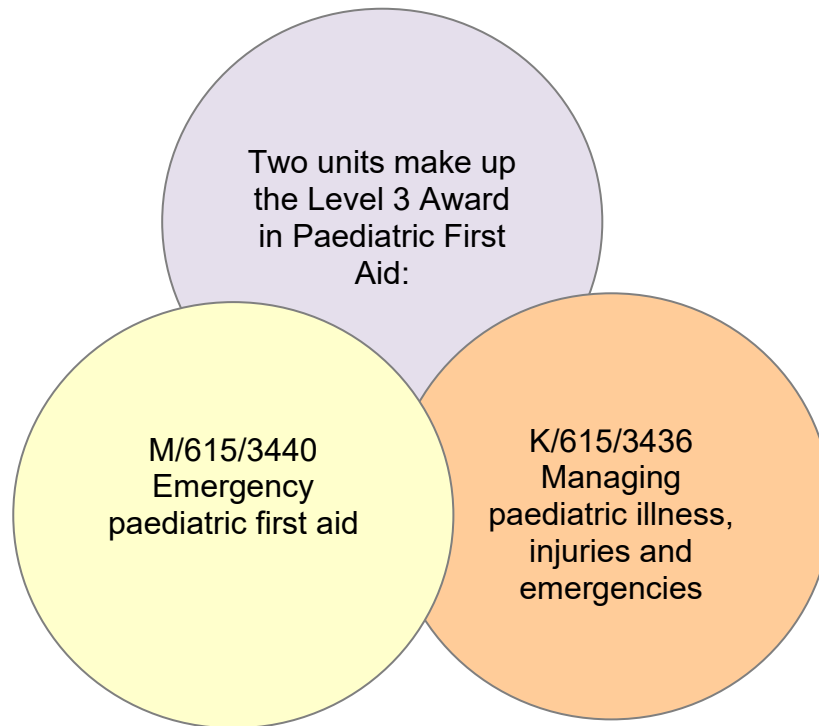 Two units make up
the Level 3 Award
in Paediatric First
Aid:
M/615/3440
Emergency
paediatric first aid
K/615/3436
Managing
paediatric illness,
injuries and
emergencies